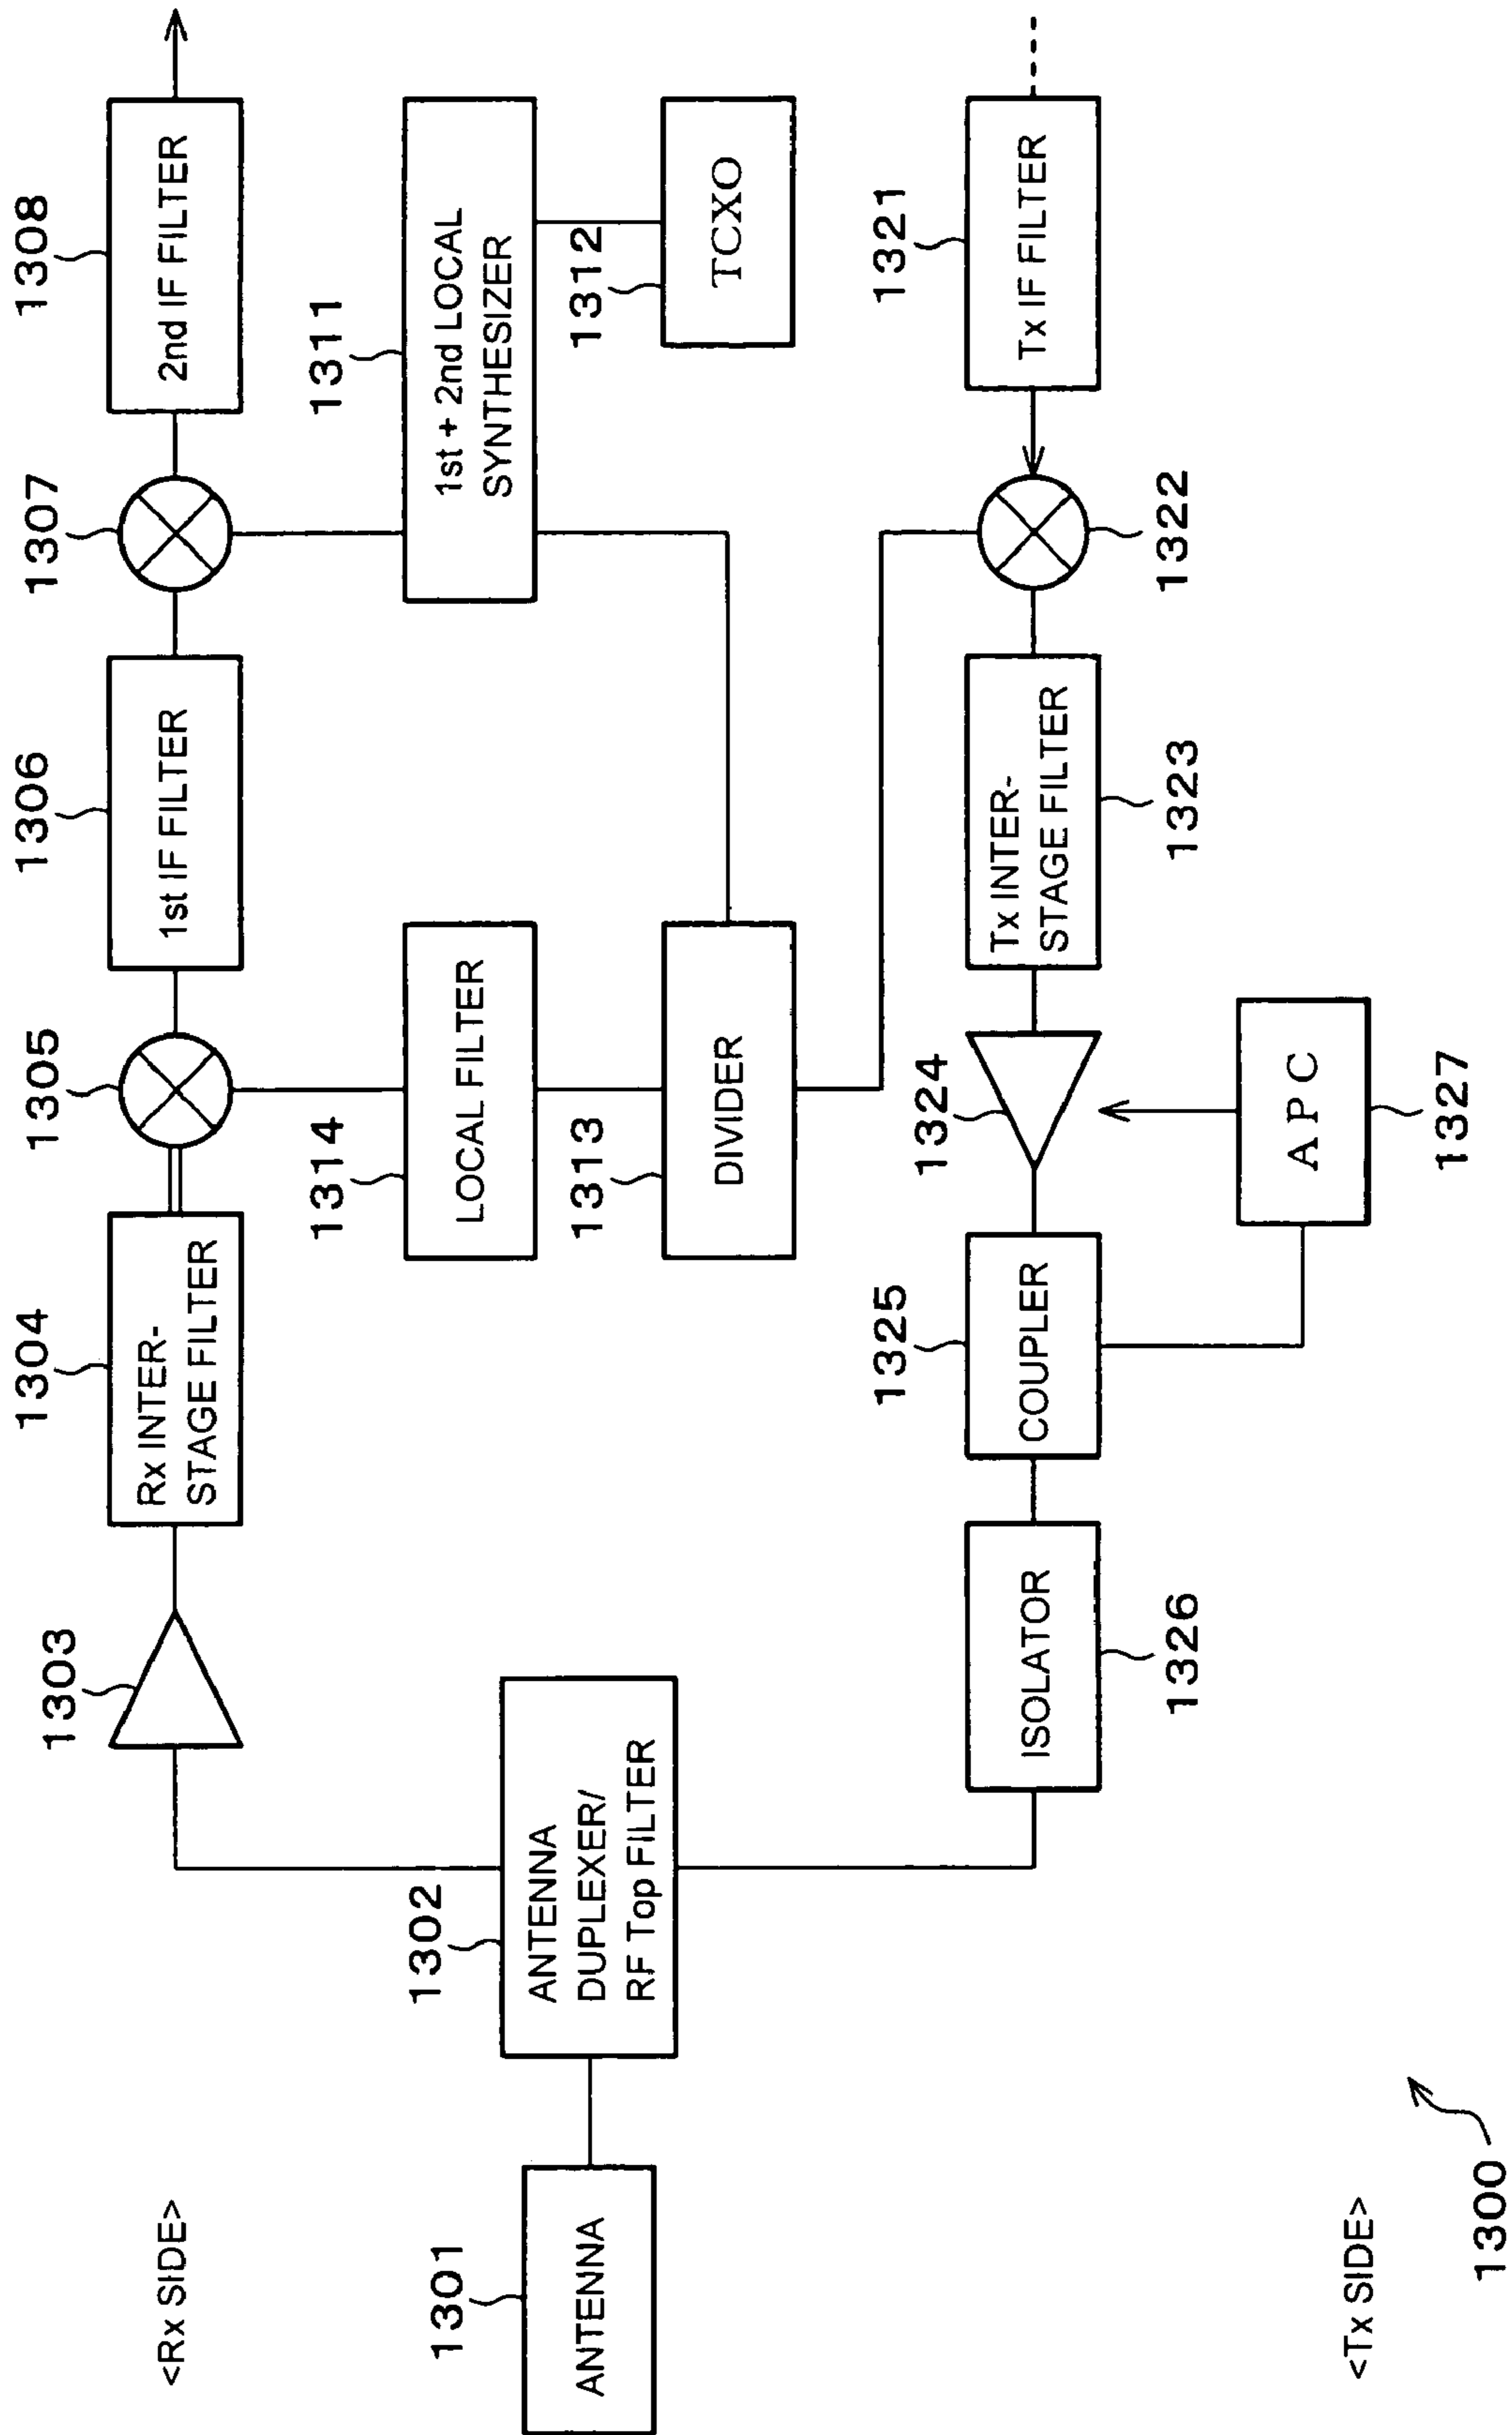 <Rx SIDE>
1301
ANTENNA
1302
ANTENNA
DUPLEXER/
RF Top FILTER
1303
1304
Rx INTER-
STAGE FILTER
1305
1306
1st IF FILTER
1307
1308
2nd IF FILTER
1314
LOCAL FILTER
1311
1st + 2nd LOCAL
SYNTHESIZER
1313
DIVIDER
1312
TCXO
1326
ISOLATOR
1325
COUPLER
1324
1323
Tx INTER-
STAGE FILTER
1322
1321
Tx IF FILTER
APC
1327
<Tx SIDE>
1300